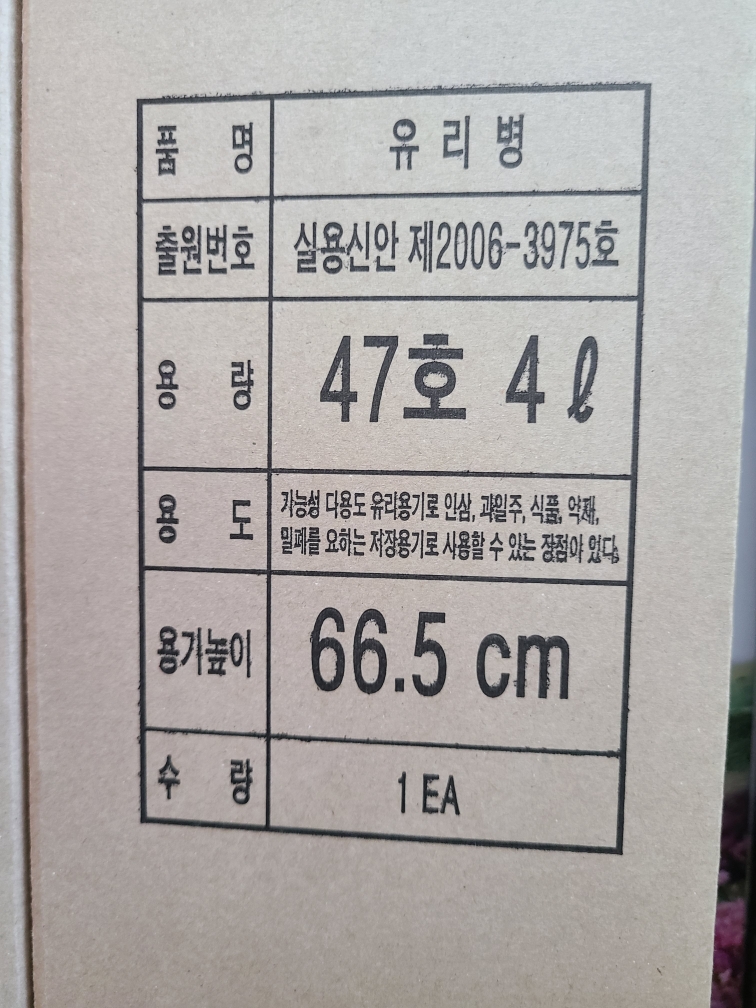 품 명 유 리 병
출원번호 실용신안 제2006-3975호
용 량 47호 4ℓ
용 도 가능성 다용도 유리용기로 인삼, 과일주, 식품, 약재,
밀폐를 요하는 저장용기로 사용할 수 있는 장점이 있다.
용기높이 66.5 cm
수 량 1 EA